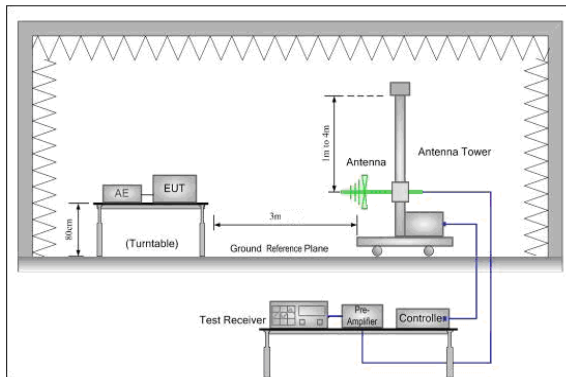 1m to 4m
Antenna
Antenna Tower
AE
EUT
80cm
(Turntable)
3m
Ground Reference Plane
Test Receiver
Pre-
Amplifier
Controlle